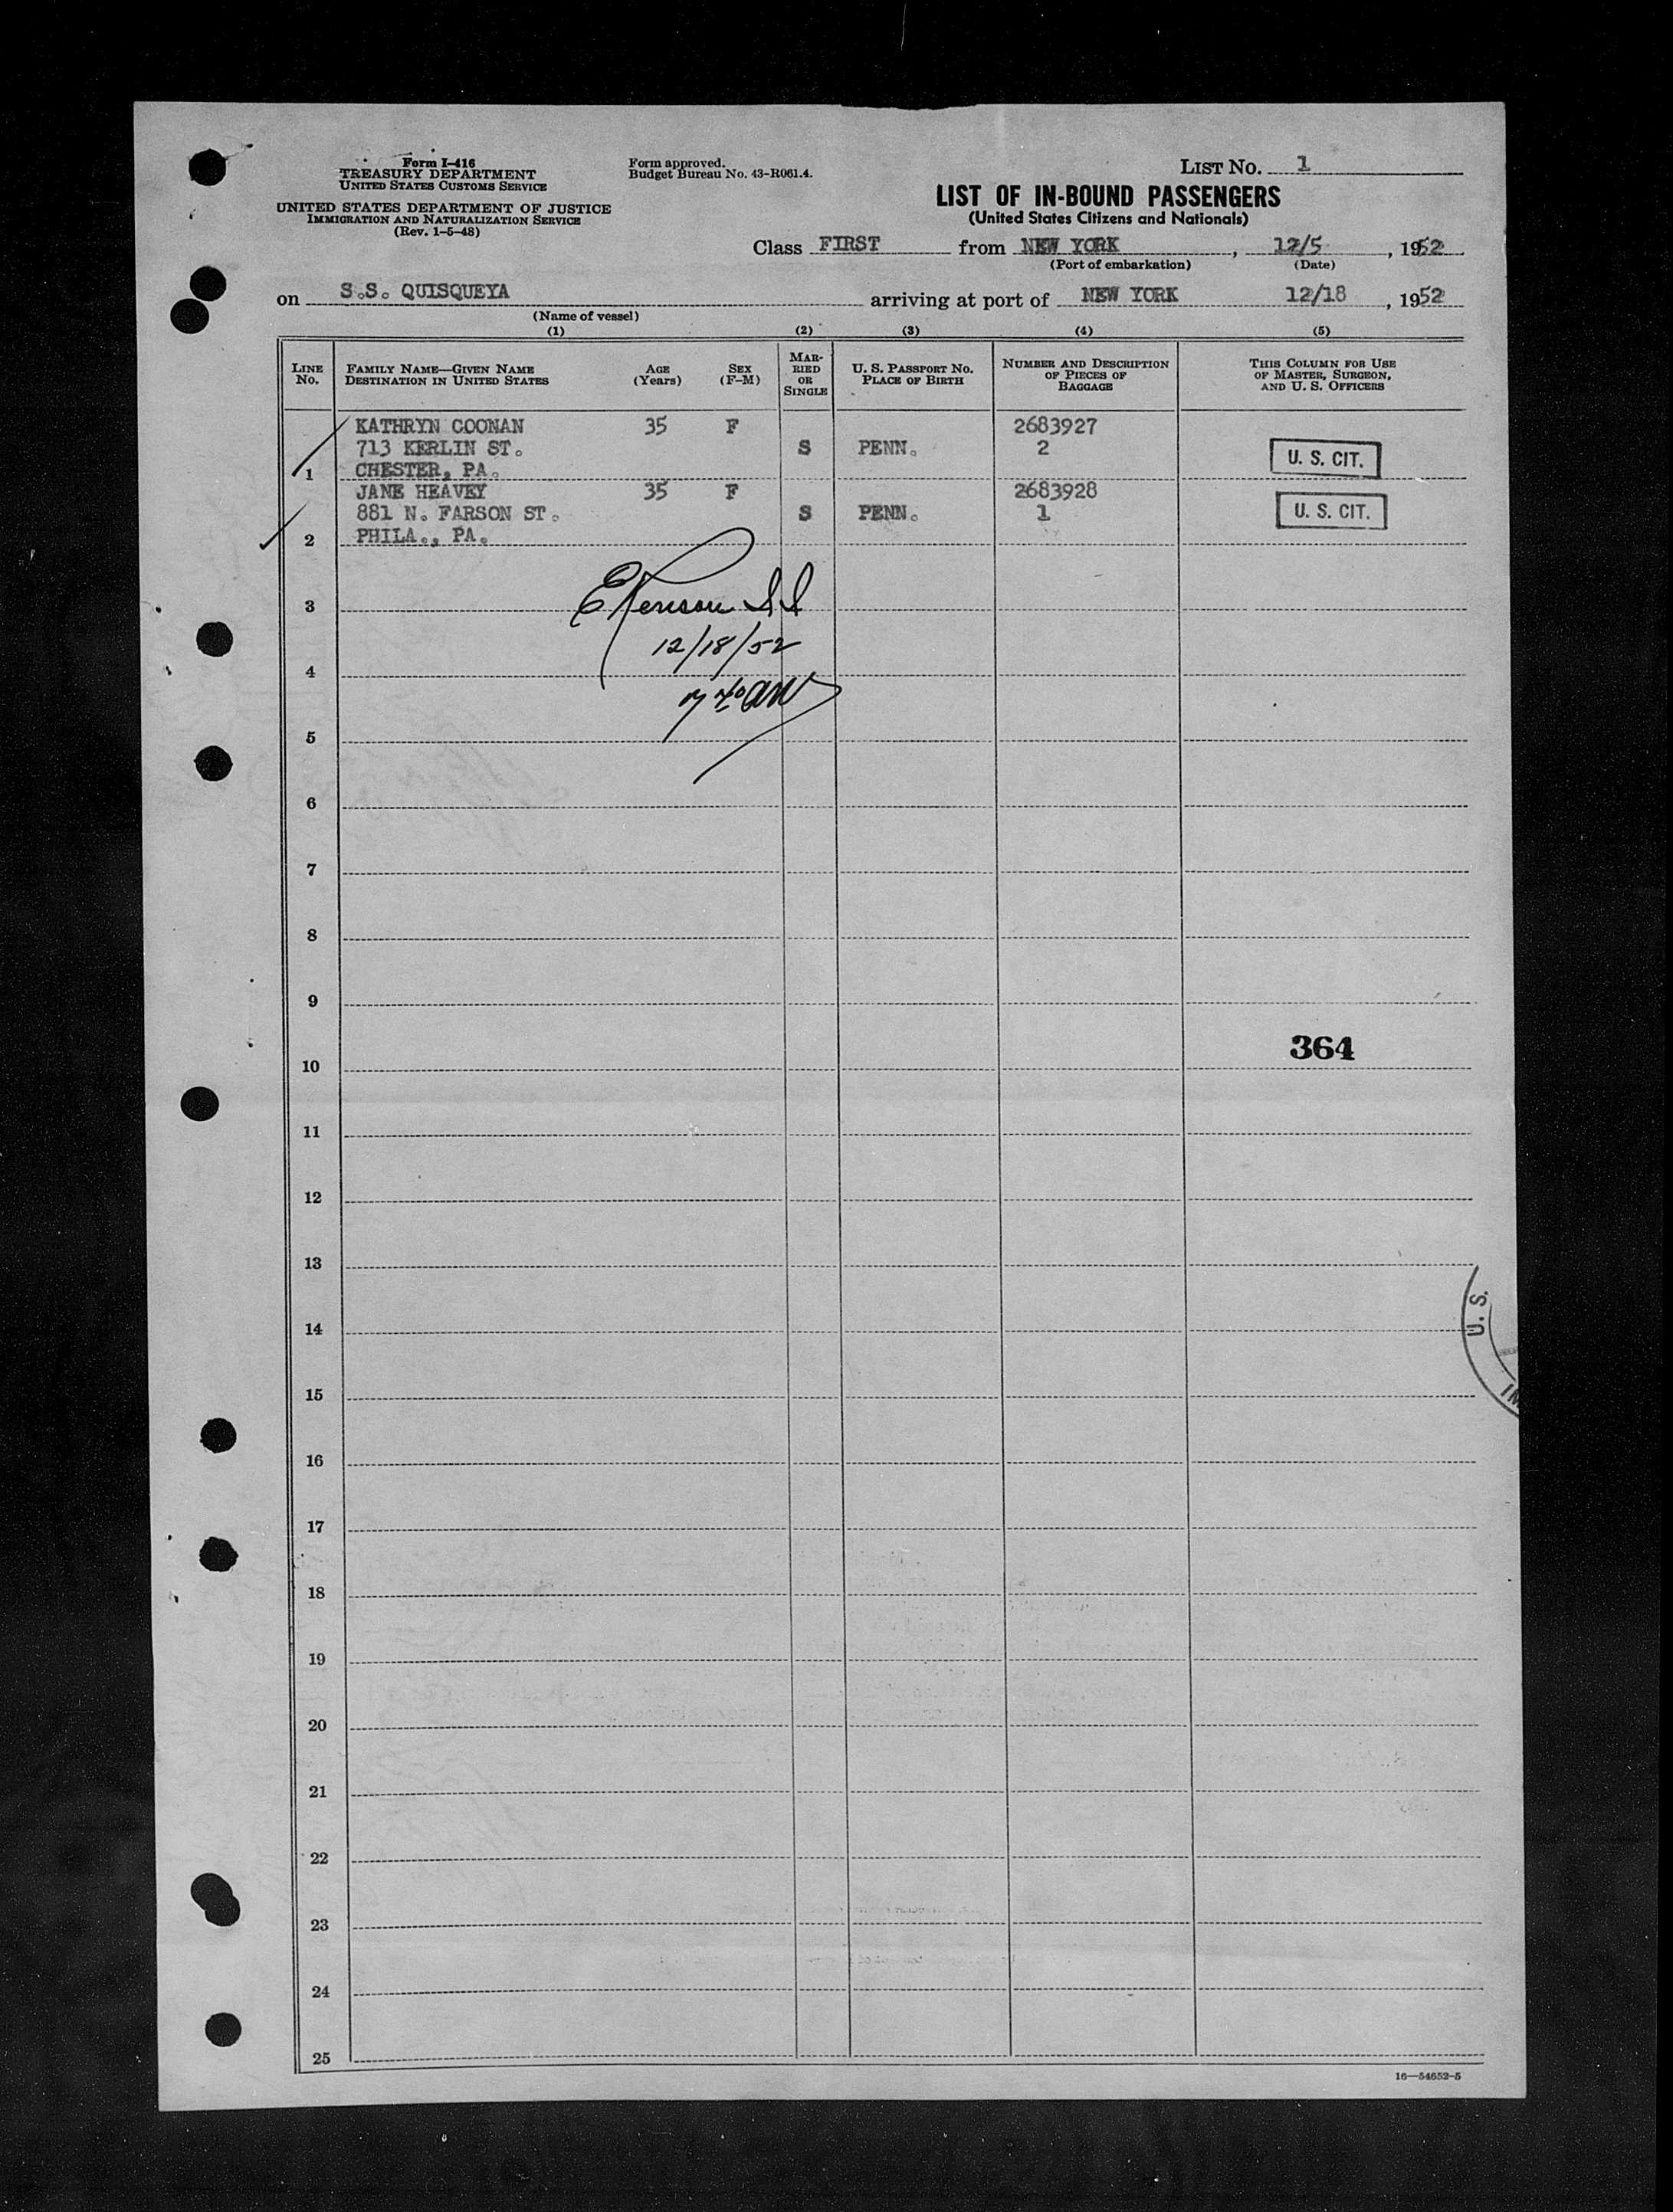 Form I-416
TREASURY DEPARTMENT
UNITED STATES CUSTOMS SERVICE
UNITED STATES DEPARTMENT OF JUSTICE
IMMIGRATION AND NATURALIZATION SERVICE
(Rev. 1-5-48)
Form approved.
Budget Bureau No. 43-R061.4.
LIST No. 1
LIST OF IN-BOUND PASSENGERS
(United States Citizens and Nationals)
Class FIRST from NEW YORK, 12/5, 1952
(Port of embarkation) (Date)
on S.S. QUISQUEYA arriving at port of NEW YORK 12/18, 1952
(Name of vessel)
(1) (2) (3) (4) (5)
LINE No.
FAMILY NAME—GIVEN NAME
DESTINATION IN UNITED STATES
AGE (Years)
SEX (F-M)
MAR-
RIED
OR
SINGLE
U. S. PASSPORT No.
PLACE OF BIRTH
NUMBER AND DESCRIPTION
OF PIECES OF
BAGGAGE
THIS COLUMN FOR USE
OF MASTER, SURGEON,
AND U. S. OFFICERS
KATHRYN COONAN 35 F 2683927
713 KERLIN ST. S PENN. 2 U. S. CIT.
1 CHESTER, PA.
JANE HEAVEY 35 F 2683928
881 N. FARSON ST. S PENN. 1 U. S. CIT.
2 PHILA., PA.
3
12/18/52
4
5
6
7
8
9
364
10
11
12
13
U. S.
14
15
16
17
18
19
20
21
22
23
24
25
16—54652-5